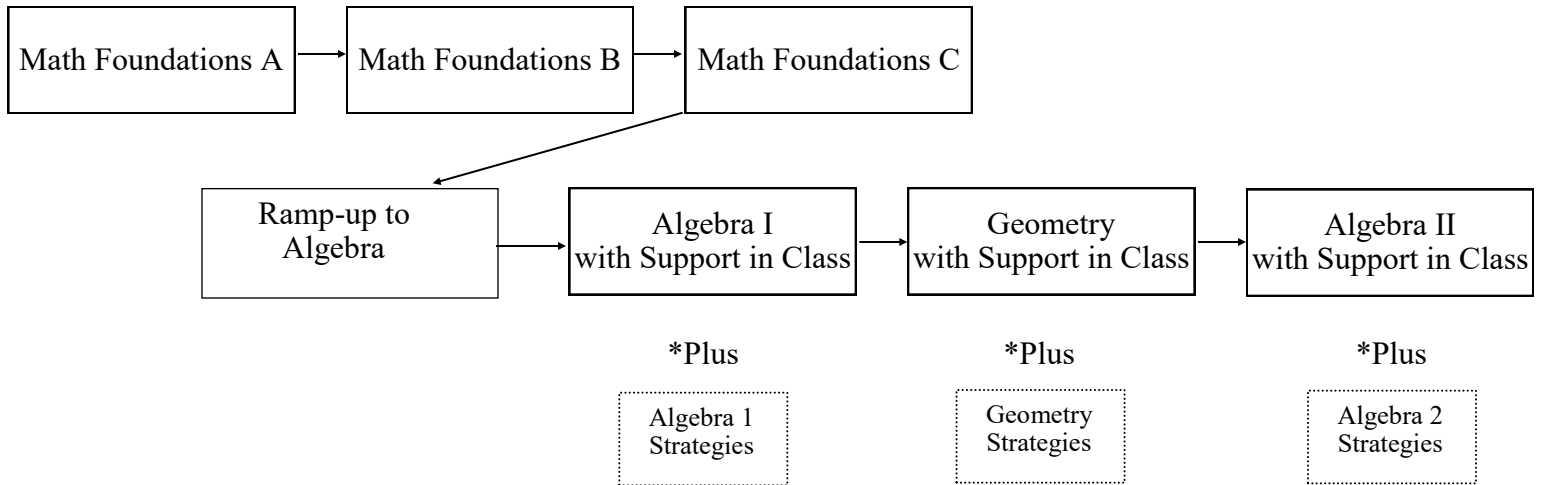 Math Foundations A
Math Foundations B
Math Foundations C
Ramp-up to
Algebra
Algebra I
with Support in Class
Geometry
with Support in Class
Algebra II
with Support in Class
*Plus
*Plus
*Plus
Algebra 1
Strategies
Geometry
Strategies
Algebra 2
Strategies